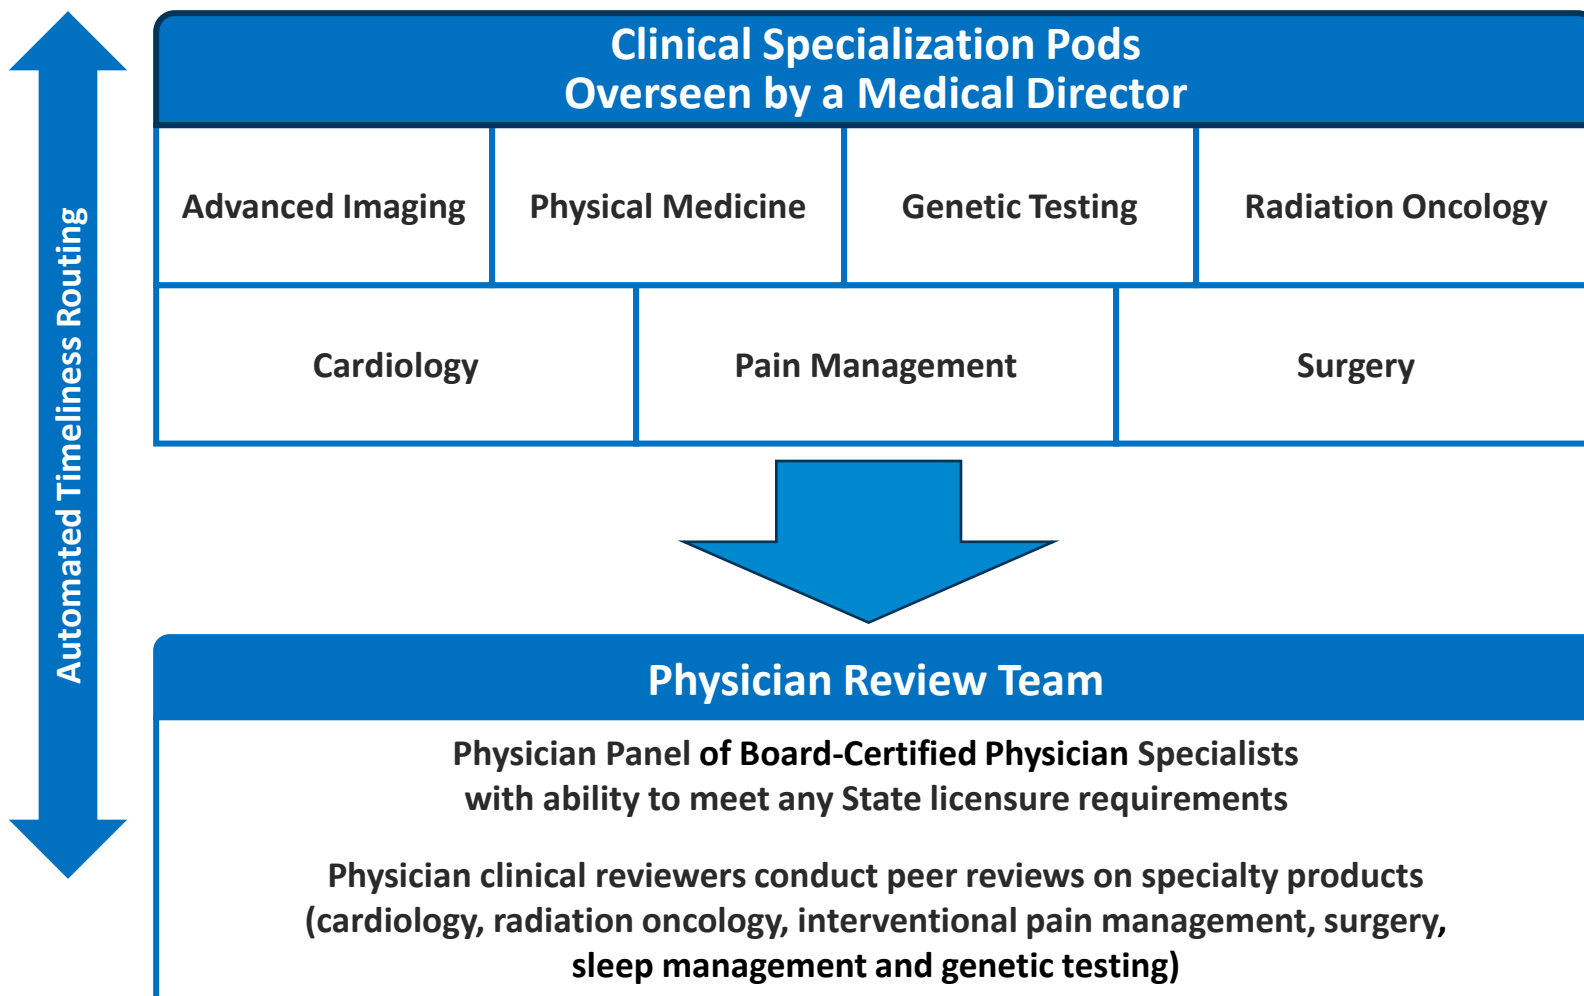 Automated Timeliness Routing
Clinical Specialization Pods
Overseen by a Medical Director
Advanced Imaging
Physical Medicine
Genetic Testing
Radiation Oncology
Cardiology
Pain Management
Surgery
Physician Review Team
Physician Panel of Board-Certified Physician Specialists
with ability to meet any State licensure requirements
Physician clinical reviewers conduct peer reviews on specialty products
(cardiology, radiation oncology, interventional pain management, surgery,
sleep management and genetic testing)